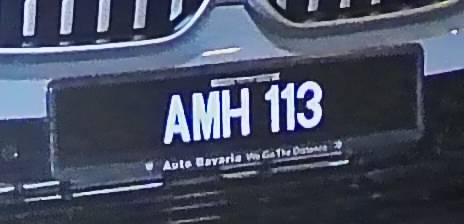 AMH 113
Auto Bavaria We Go The Distance